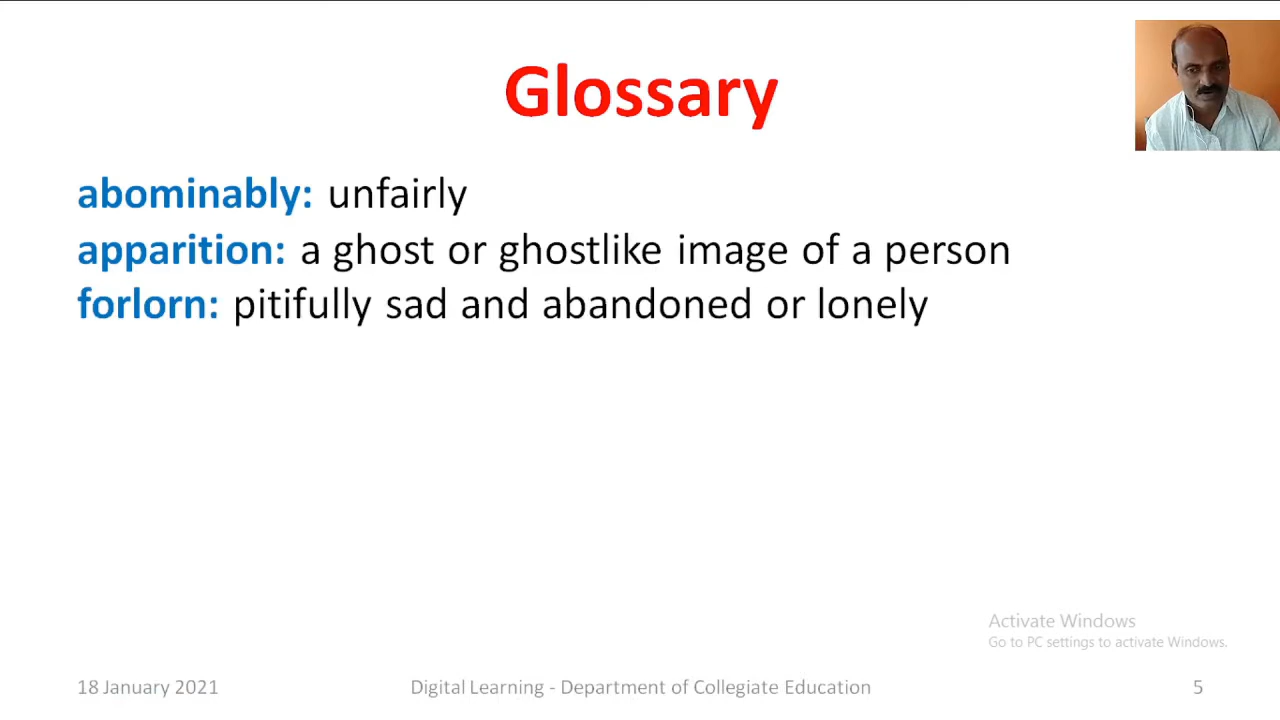 Glossary
abominably: unfairly
apparition: a ghost or ghostlike image of a person
forlorn: pitifully sad and abandoned or lonely
Activate Windows
Go to PC settings to activate Windows.
18 January 2021
Digital Learning - Department of Collegiate Education
5